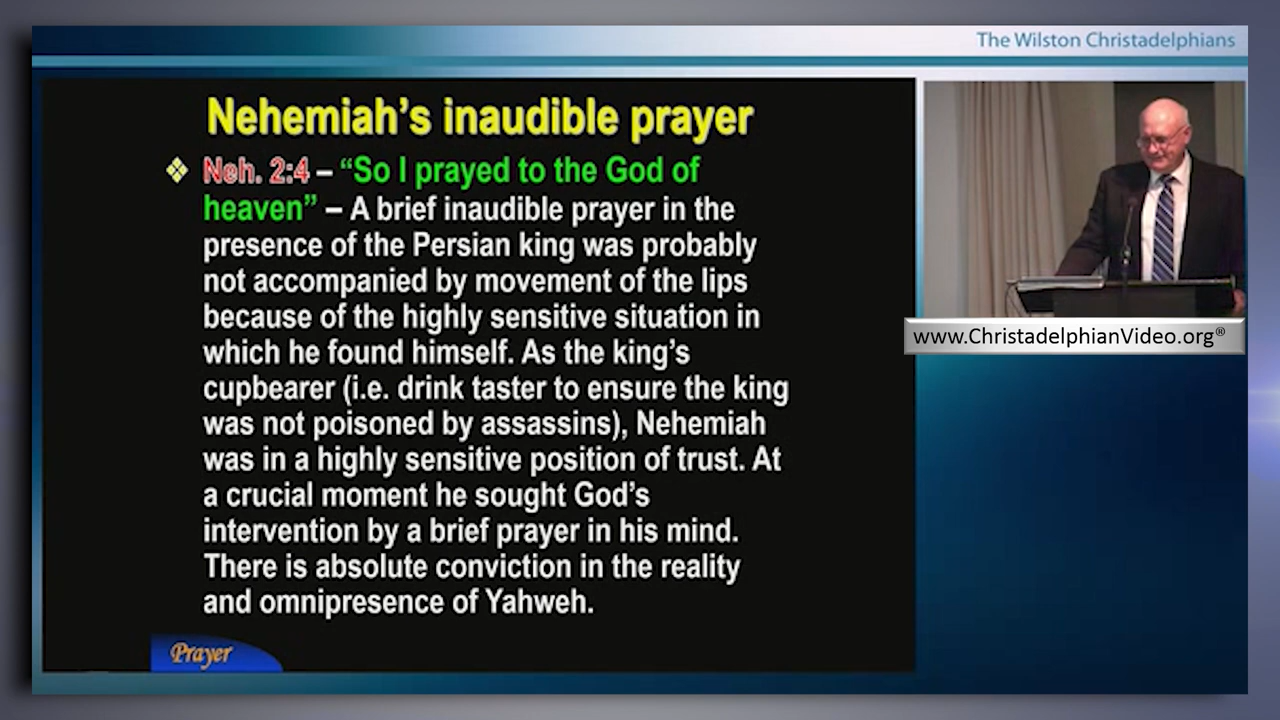 The Wilston Christadelphians
Nehemiah's inaudible prayer
Neh. 2:4 – “So I prayed to the God of
heaven” – A brief inaudible prayer in the
presence of the Persian king was probably
not accompanied by movement of the lips
because of the highly sensitive situation in
which he found himself. As the king’s
cupbearer (i.e. drink taster to ensure the king
was not poisoned by assassins), Nehemiah
was in a highly sensitive position of trust. At
a crucial moment he sought God’s
intervention by a brief prayer in his mind.
There is absolute conviction in the reality
and omnipresence of Yahweh.
Prayer
www.ChristadelphianVideo.org®